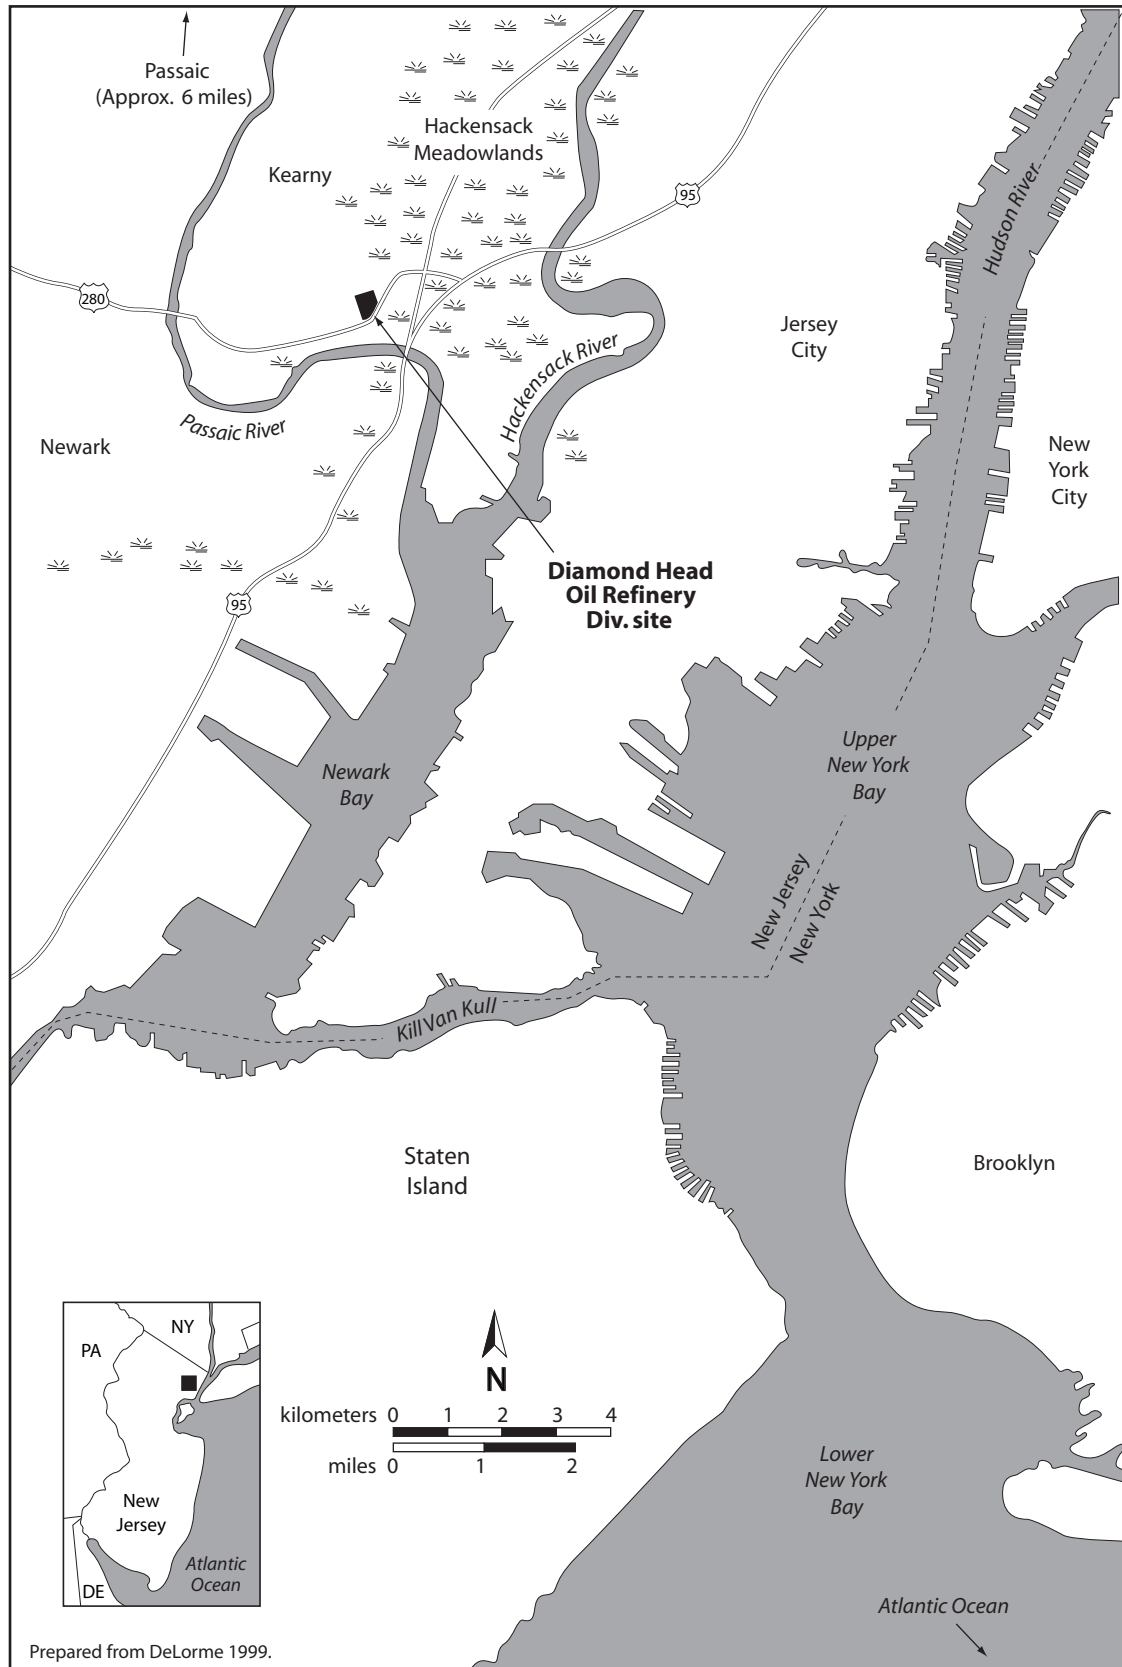 Passaic
(Approx. 6 miles)
Hackensack
Meadowlands
Kearny
95
Hudson River
280
Jersey
City
Hackensack River
Passaic River
Newark
New
York
City
Diamond Head
Oil Refinery
Div. site
95
Upper
New York
Bay
Newark
Bay
New Jersey
New York
Kill Van Kull
Staten
Island
Brooklyn
NY
PA
New
Jersey
Atlantic
Ocean
DE
N
kilometers 0 1 2 3 4
miles 0 1 2
Lower
New York
Bay
Atlantic Ocean
Prepared from DeLorme 1999.